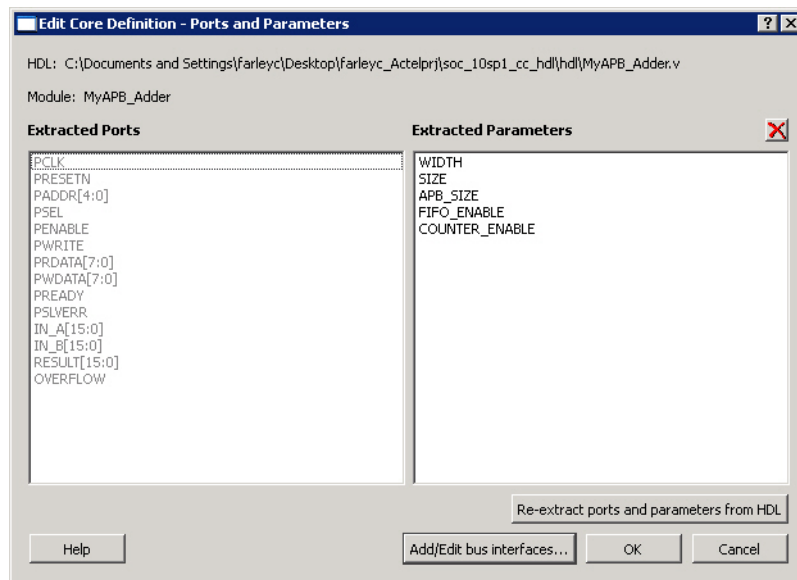 Edit Core Definition - Ports and Parameters
HDL: C:\Documents and Settings\farleyc\Desktop\farleyc_Actelprj\soc_10sp1_cc_hdl\hdl\MyAPB_Adder.v
Module: MyAPB_Adder
Extracted Ports
PCLK
PRESETN
PADDR[4:0]
PSEL
PENABLE
PWRITE
PRDATA[7:0]
PWDATA[7:0]
PREADY
PSLVERR
IN_A[15:0]
IN_B[15:0]
RESULT[15:0]
OVERFLOW
Extracted Parameters
WIDTH
SIZE
APB_SIZE
FIFO_ENABLE
COUNTER_ENABLE
Re-extract ports and parameters from HDL
Help
Add/Edit bus interfaces...
OK
Cancel